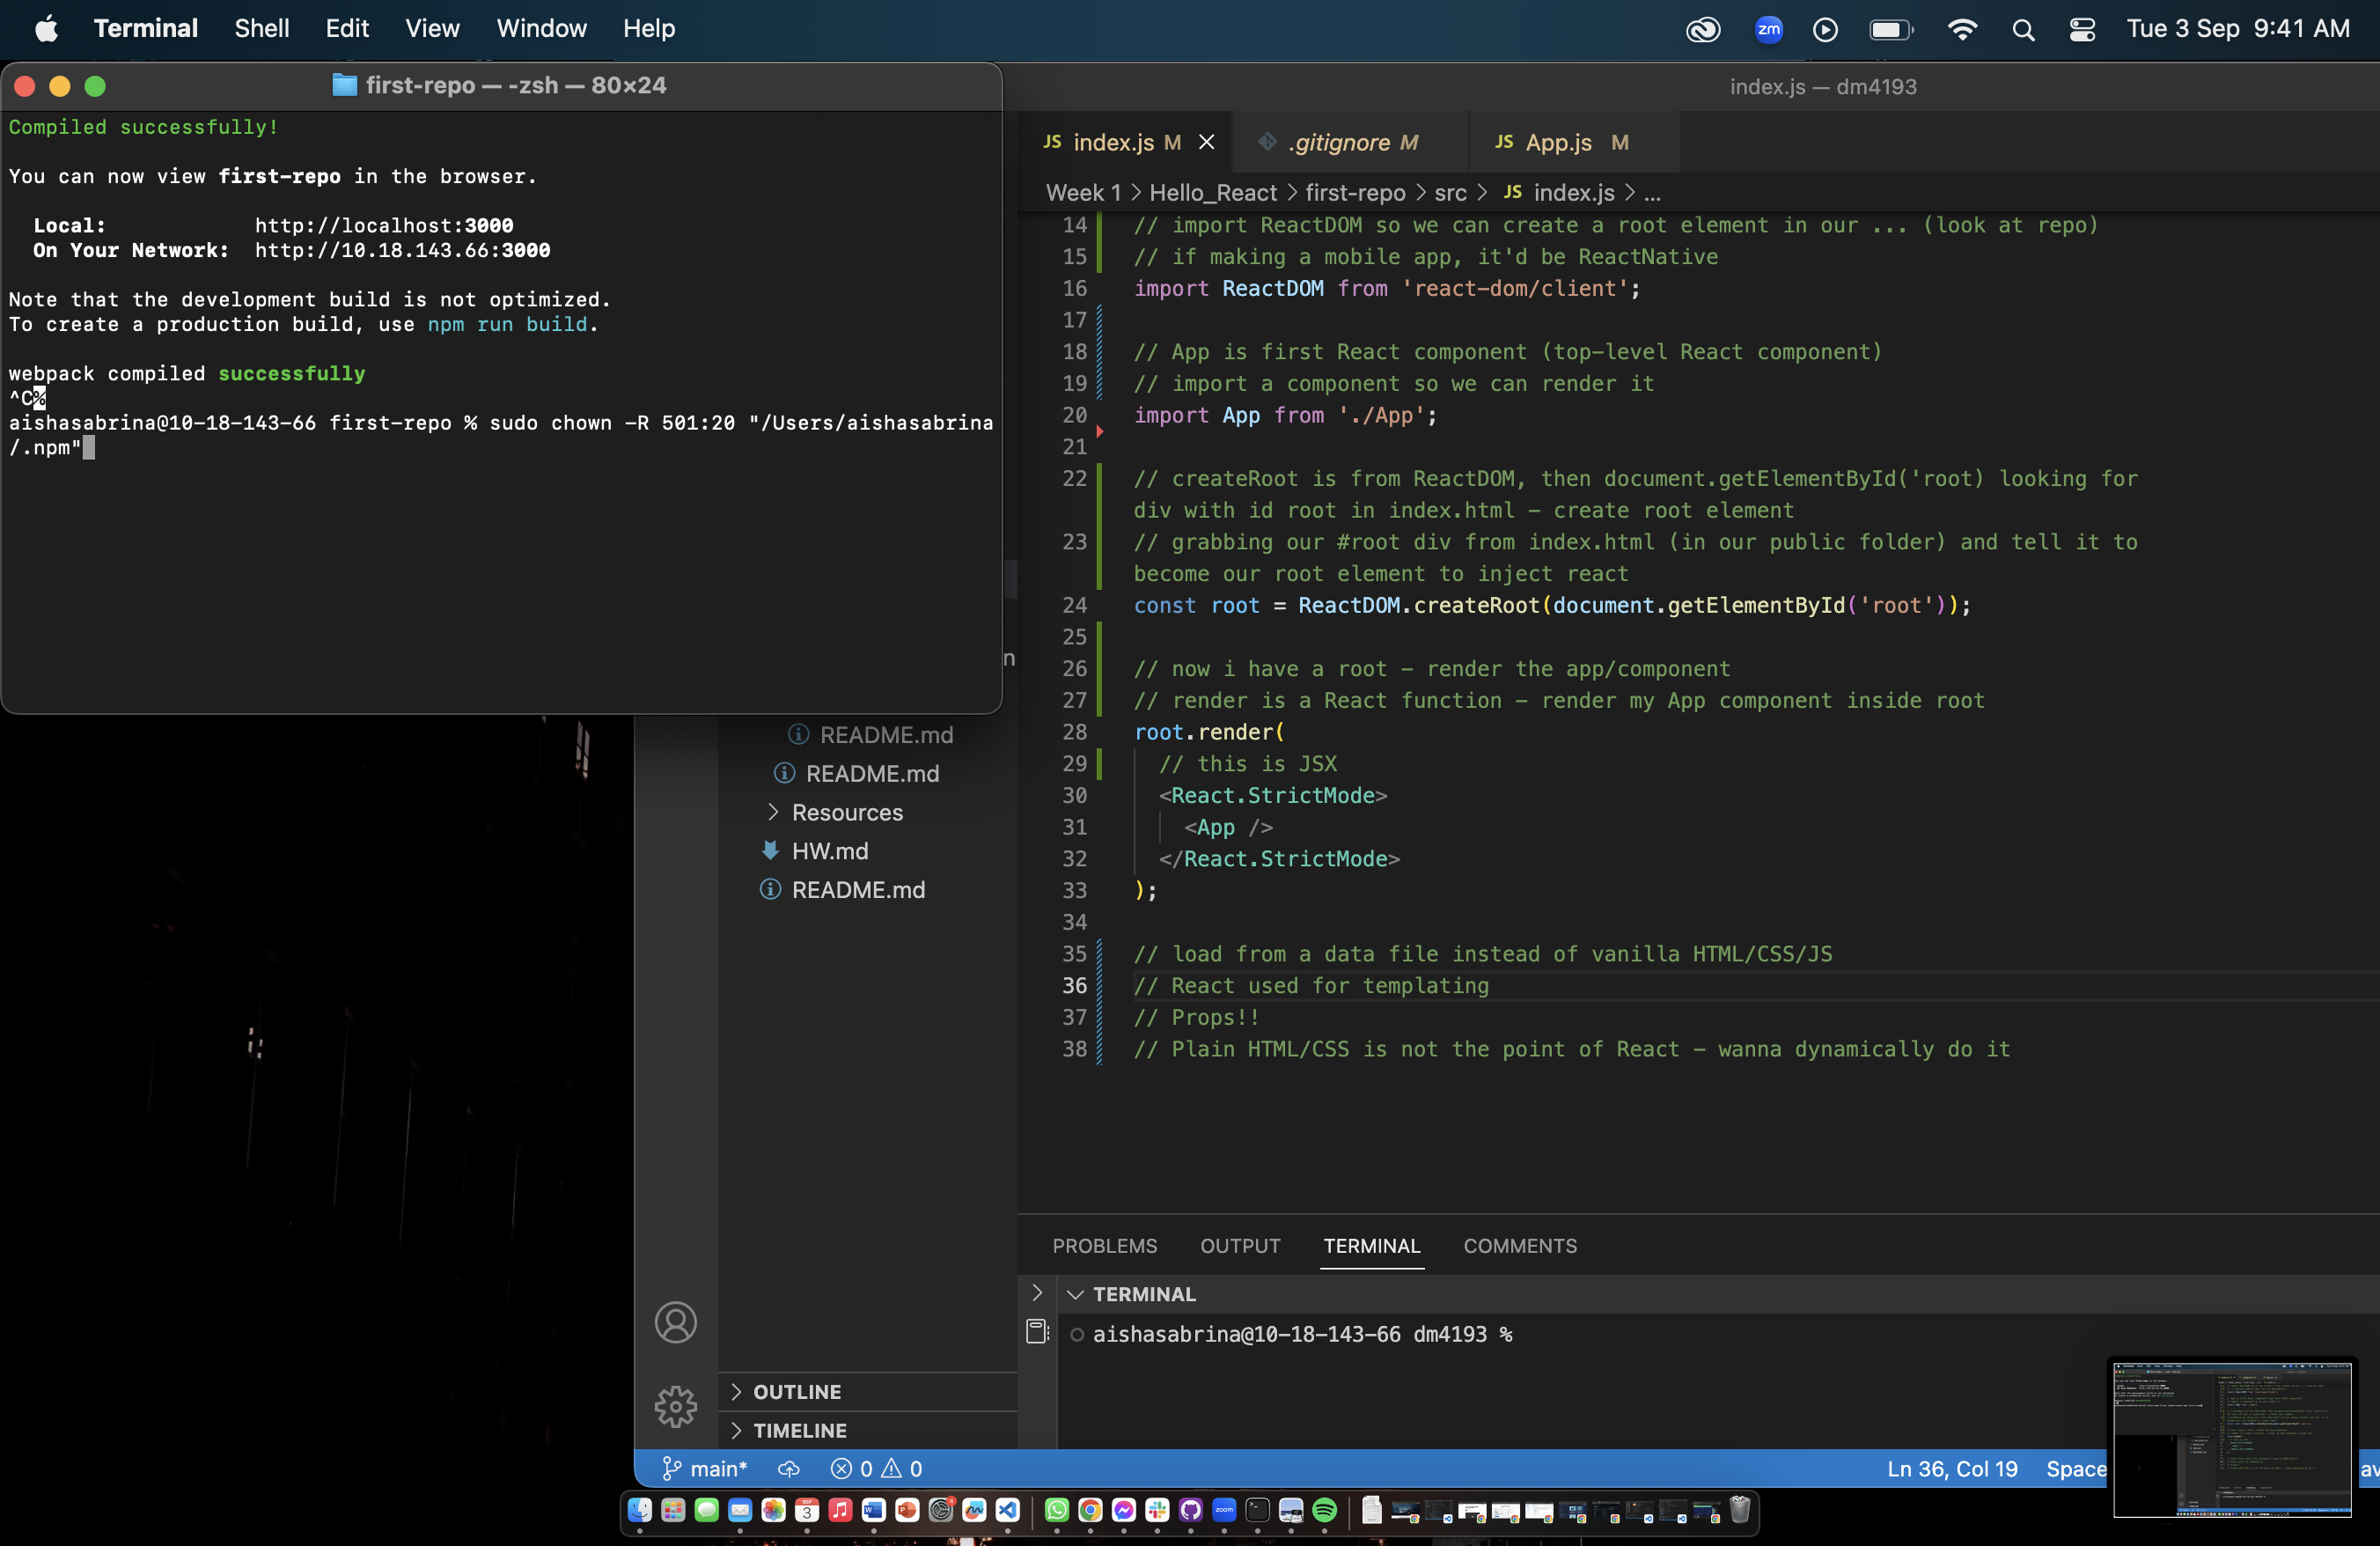 Terminal Shell Edit View Window Help
zm
Tue 3 Sep 9:41 AM
first-repo — -zsh — 80×24
Compiled successfully!
You can now view first-repo in the browser.
Local: http://localhost:3000
On Your Network: http://10.18.143.66:3000
Note that the development build is not optimized.
To create a production build, use npm run build.
webpack compiled successfully
^C%
aishasabrina@10-18-143-66 first-repo % sudo chown -R 501:20 "/Users/aishasabrina
/.npm"
index.js — dm4193
JS index.js M
.gitignore M
JS App.js M
Week 1 > Hello_React > first-repo > src > JS index.js > ...
14 // import ReactDOM so we can create a root element in our ... (look at repo)
15 // if making a mobile app, it'd be ReactNative
16 import ReactDOM from 'react-dom/client';
17
18 // App is first React component (top-level React component)
19 // import a component so we can render it
20 import App from './App';
21
22 // createRoot is from ReactDOM, then document.getElementById('root) looking for
div with id root in index.html - create root element
23 // grabbing our #root div from index.html (in our public folder) and tell it to
become our root element to inject react
24 const root = ReactDOM.createRoot(document.getElementById('root'));
25
26 // now i have a root - render the app/component
27 // render is a React function - render my App component inside root
28 root.render(
29 // this is JSX
30 <React.StrictMode>
31 <App />
32 </React.StrictMode>
33 );
34
35 // load from a data file instead of vanilla HTML/CSS/JS
36 // React used for templating
37 // Props!!
38 // Plain HTML/CSS is not the point of React - wanna dynamically do it
n
README.md
README.md
Resources
HW.md
README.md
OUTLINE
TIMELINE
PROBLEMS OUTPUT TERMINAL COMMENTS
TERMINAL
aishasabrina@10-18-143-66 dm4193 %
main* 0 0
Ln 36, Col 19 Space
SEP
3
zoom